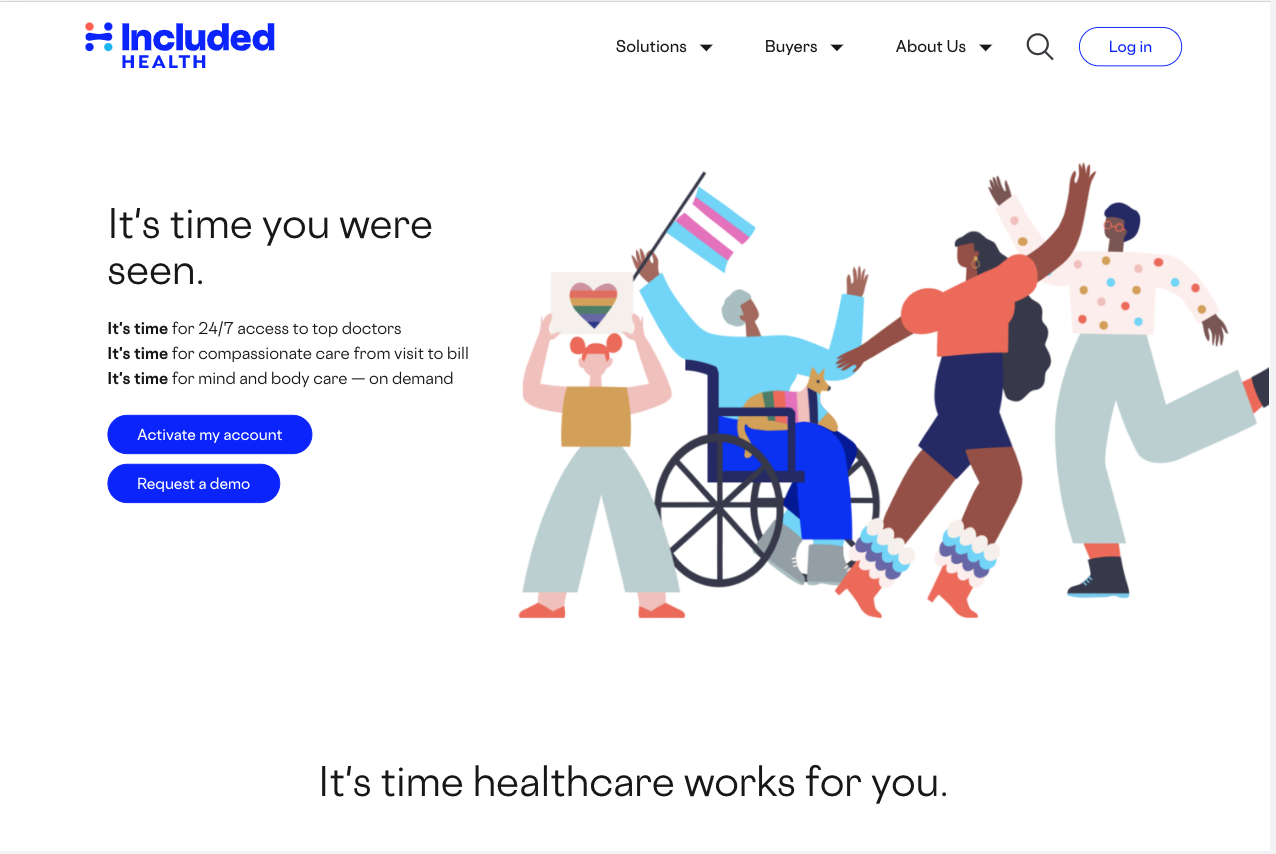 Included
HEALTH
Solutions
Buyers
About Us
Log in
It's time you were
seen.
It's time for 24/7 access to top doctors
It's time for compassionate care from visit to bill
It's time for mind and body care — on demand
Activate my account
Request a demo
It's time healthcare works for you.